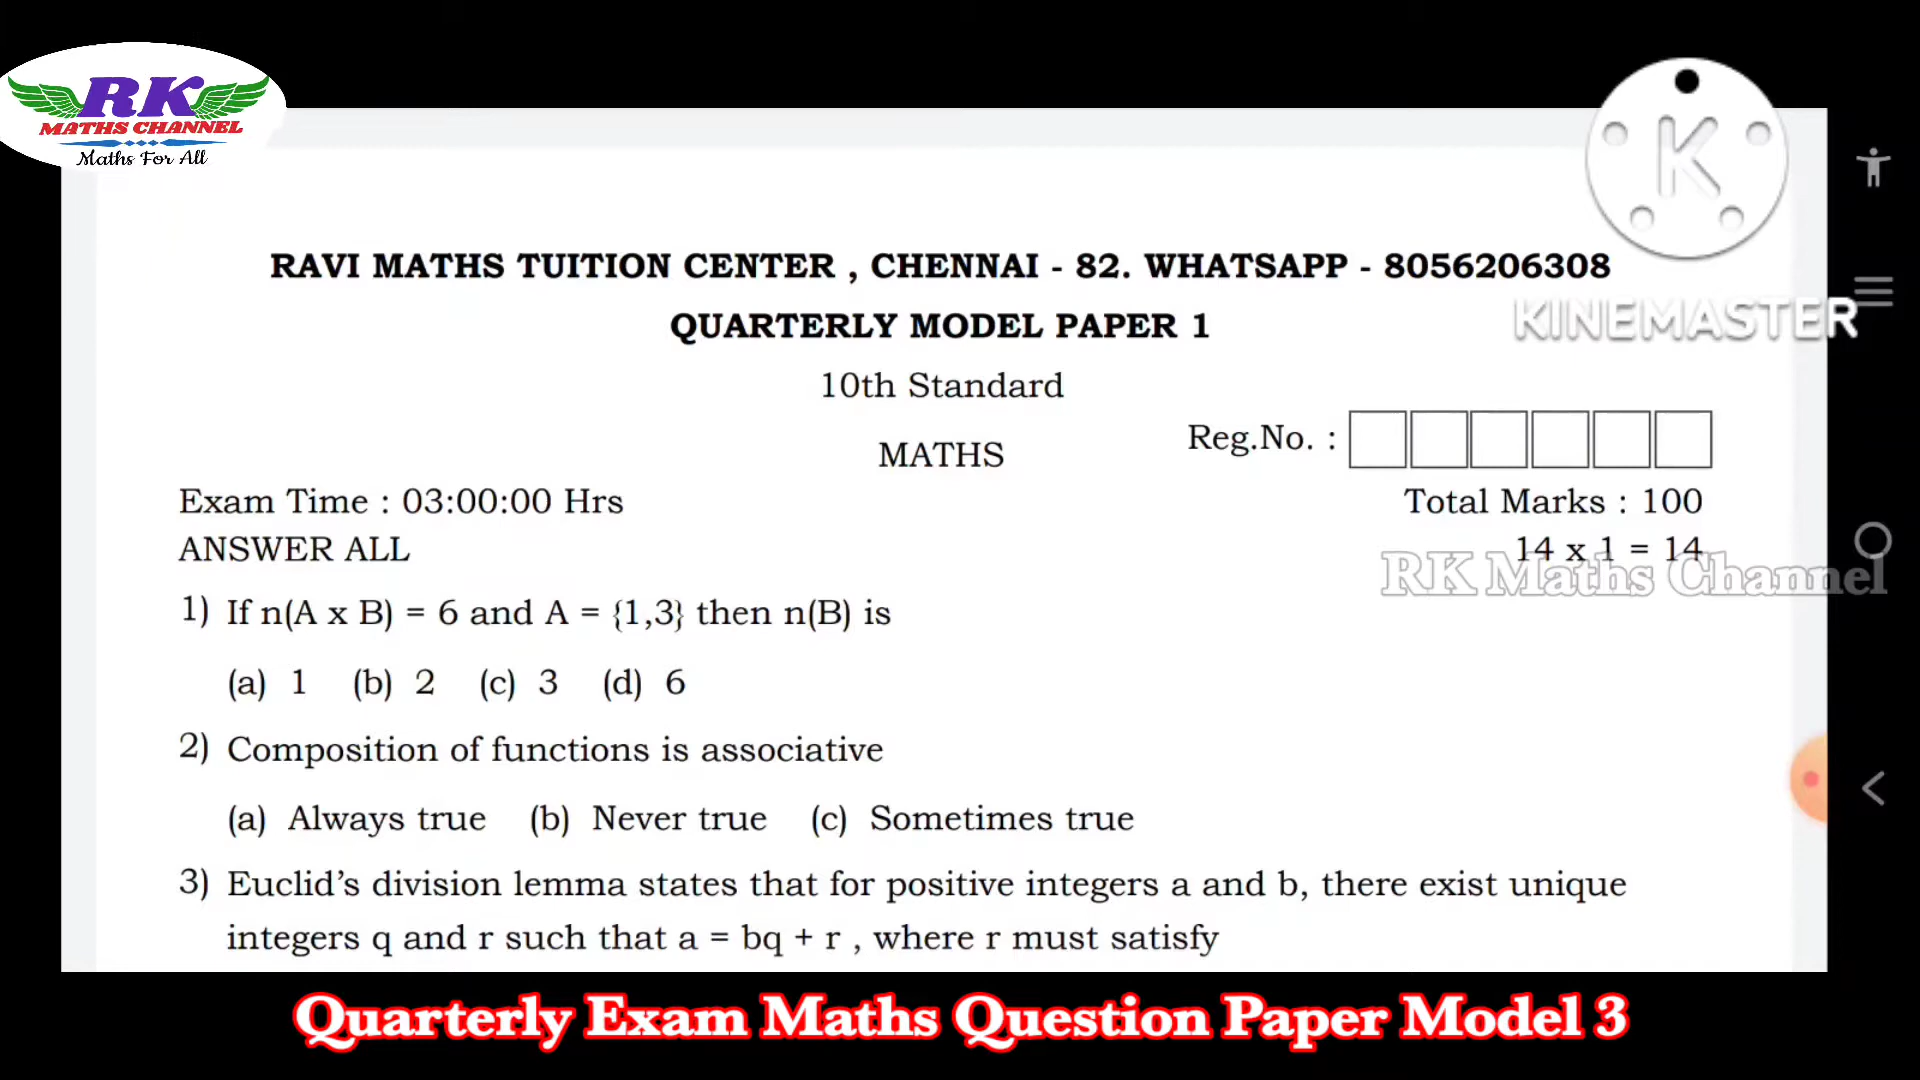 RK
MATHS CHANNEL
Maths For All
K
KINEMASTER
RAVI MATHS TUITION CENTER , CHENNAI - 82. WHATSAPP - 8056206308
QUARTERLY MODEL PAPER 1
10th Standard
MATHS
Reg.No. :
Exam Time : 03:00:00 Hrs
Total Marks : 100
ANSWER ALL
14 x 1 = 14
RK Maths Channel
1) If n(A x B) = 6 and A = {1,3} then n(B) is
(a) 1 (b) 2 (c) 3 (d) 6
2) Composition of functions is associative
(a) Always true (b) Never true (c) Sometimes true
3) Euclid’s division lemma states that for positive integers a and b, there exist unique
integers q and r such that a = bq + r , where r must satisfy
Quarterly Exam Maths Question Paper Model 3